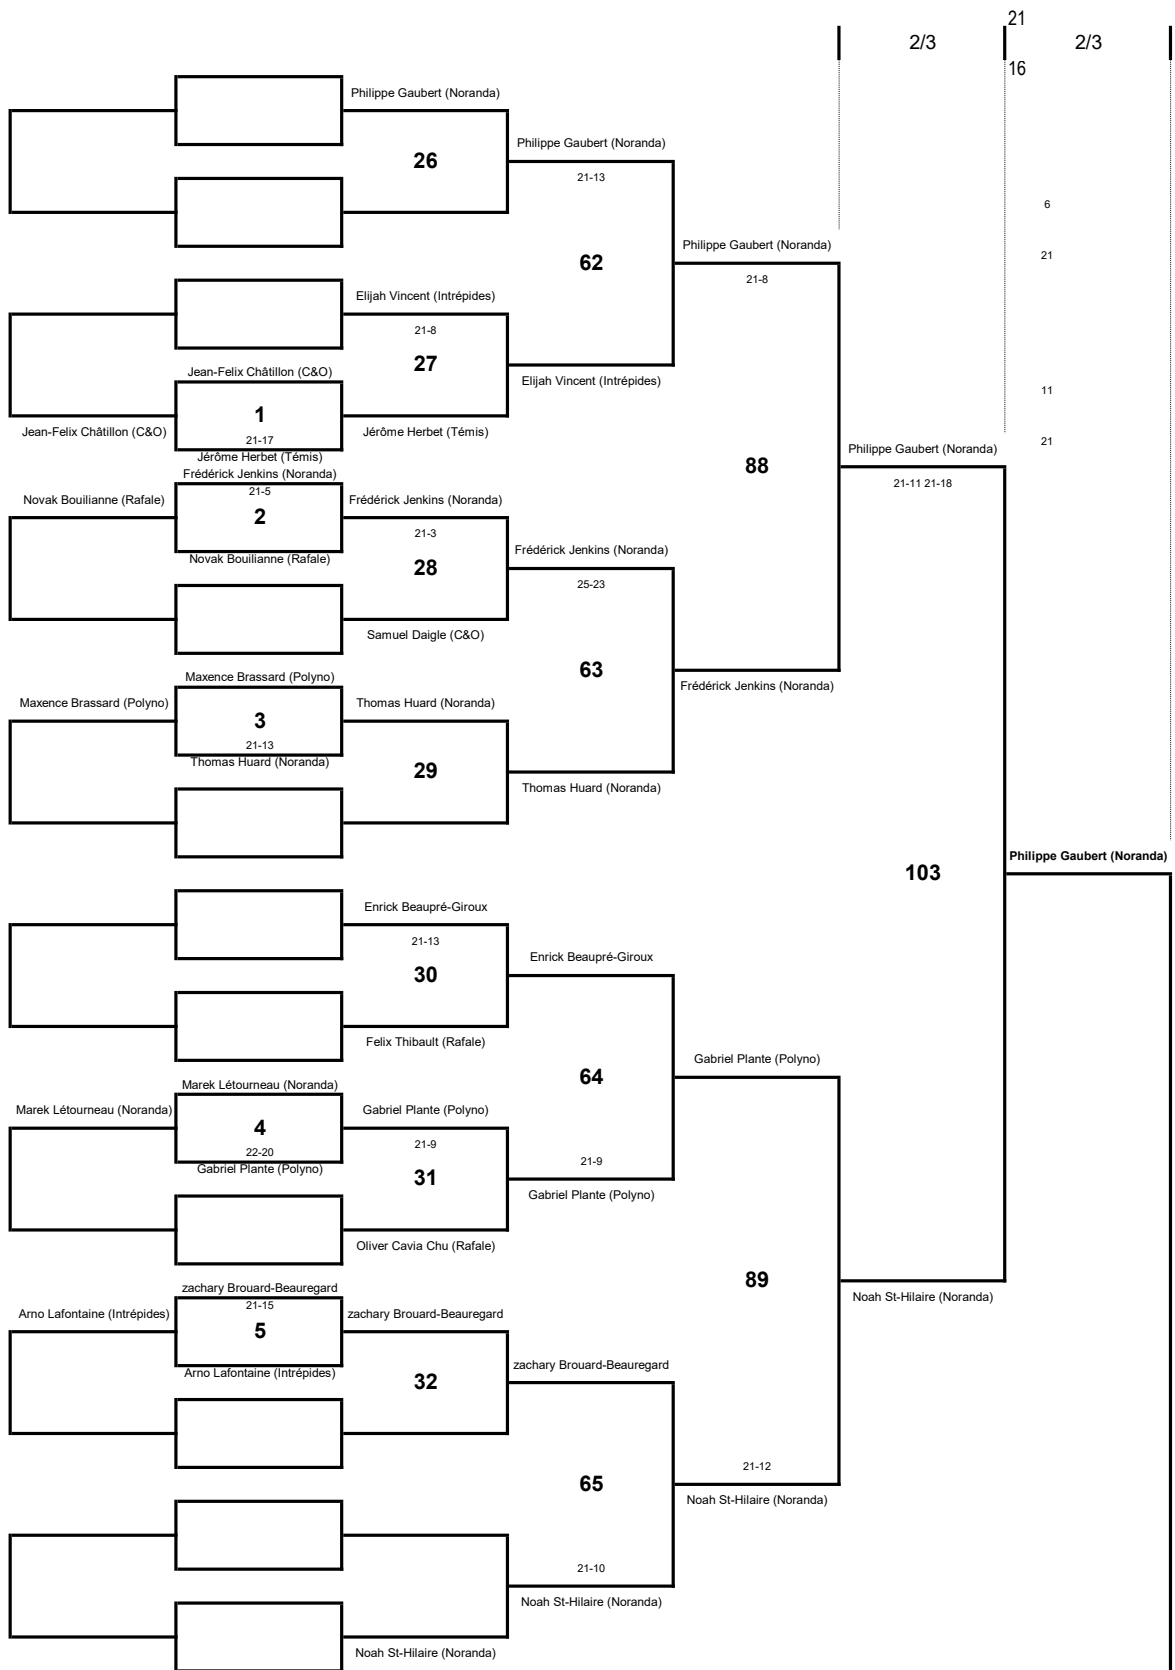 21
2/3 2/3
16
Philippe Gaubert (Noranda)
Philippe Gaubert (Noranda)
26
21-13
6
Philippe Gaubert (Noranda)
62
21
21-8
Elijah Vincent (Intrépides)
21-8
27
Jean-Felix Châtillon (C&O)
Elijah Vincent (Intrépides)
11
1
Jean-Felix Châtillon (C&O)
Jérôme Herbet (Témis)
21-17
21
Jérôme Herbet (Témis)
Philippe Gaubert (Noranda)
88
Frédérick Jenkins (Noranda)
21-11 21-18
21-5
Novak Bouilianne (Rafale)
Frédérick Jenkins (Noranda)
2
21-3
Frédérick Jenkins (Noranda)
Novak Bouilianne (Rafale)
28
25-23
Samuel Daigle (C&O)
63
Maxence Brassard (Polyno)
Frédérick Jenkins (Noranda)
Maxence Brassard (Polyno)
Thomas Huard (Noranda)
3
21-13
Thomas Huard (Noranda)
29
Thomas Huard (Noranda)
Philippe Gaubert (Noranda)
103
Enrick Beaupré-Giroux
21-13
Enrick Beaupré-Giroux
30
Felix Thibault (Rafale)
Gabriel Plante (Polyno)
64
Marek Létourneau (Noranda)
Marek Létourneau (Noranda)
Gabriel Plante (Polyno)
4
22-20
21-9
21-9
Gabriel Plante (Polyno)
31
Gabriel Plante (Polyno)
Oliver Cavia Chu (Rafale)
89
zachary Brouard-Beauregard
Noah St-Hilaire (Noranda)
21-15
Arno Lafontaine (Intrépides)
zachary Brouard-Beauregard
5
zachary Brouard-Beauregard
Arno Lafontaine (Intrépides)
32
21-12
65
Noah St-Hilaire (Noranda)
21-10
Noah St-Hilaire (Noranda)
Noah St-Hilaire (Noranda)